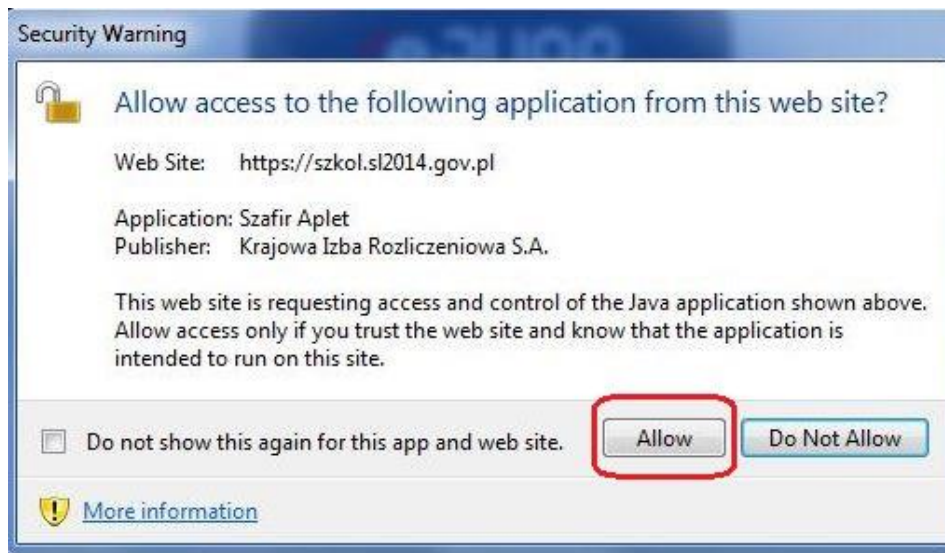 Security Warning
Allow access to the following application from this web site?
Web Site: https://szkol.sl2014.gov.pl
Application: Szafir Aplet
Publisher: Krajowa Izba Rozliczeniowa S.A.
This web site is requesting access and control of the Java application shown above.
Allow access only if you trust the web site and know that the application is
intended to run on this site.
Do not show this again for this app and web site. Allow Do Not Allow
More information